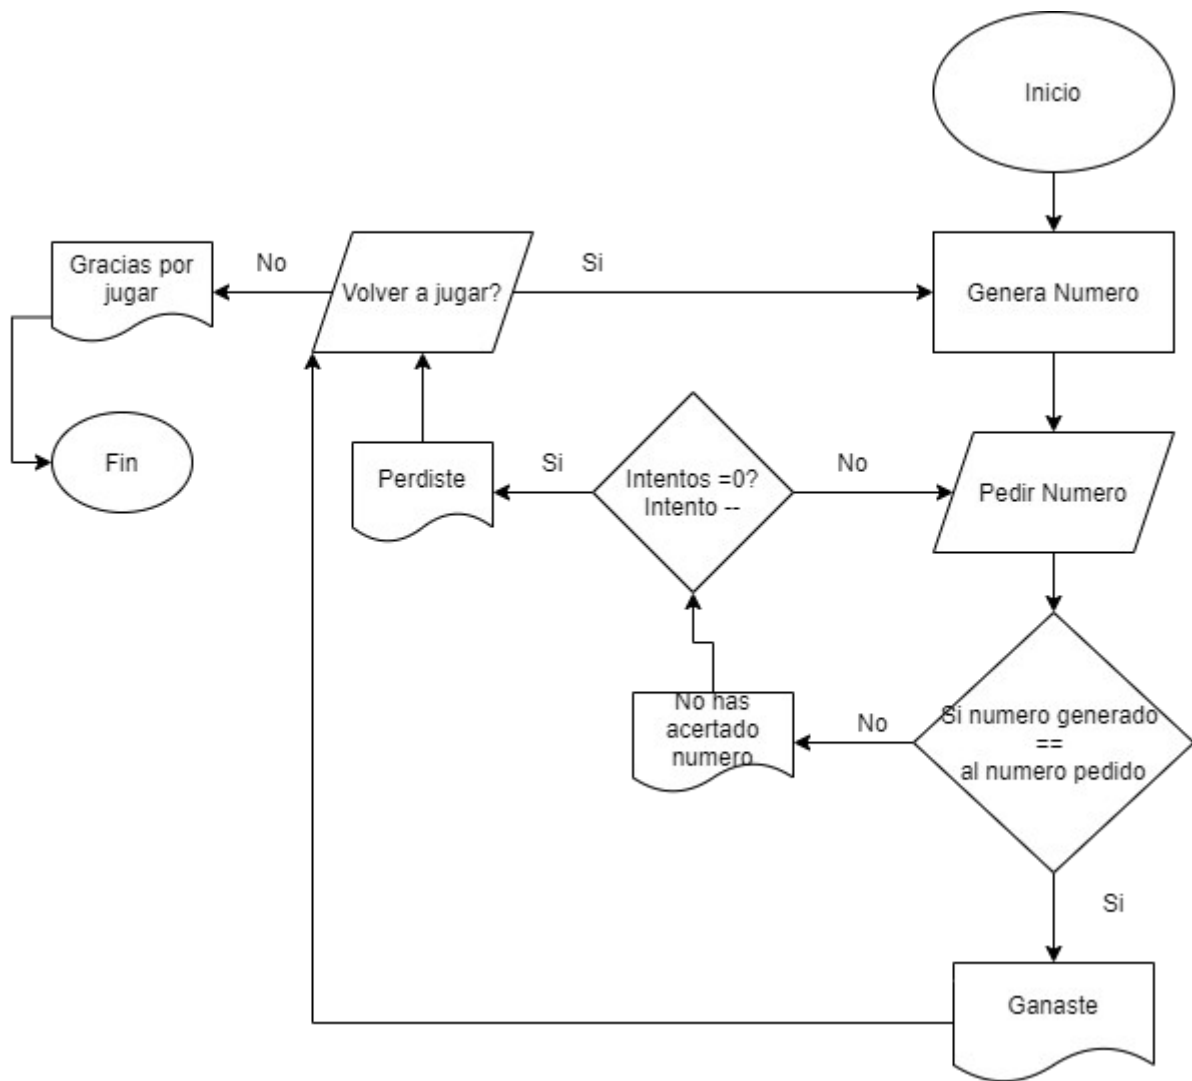 Inicio
Gracias por
jugar
No
Volver a jugar?
Si
Genera Numero
Fin
Perdiste
Si
Intentos =0?
Intento --
No
Pedir Numero
No has
acertado
numero
No
Si numero generado
==
al numero pedido
Si
Ganaste